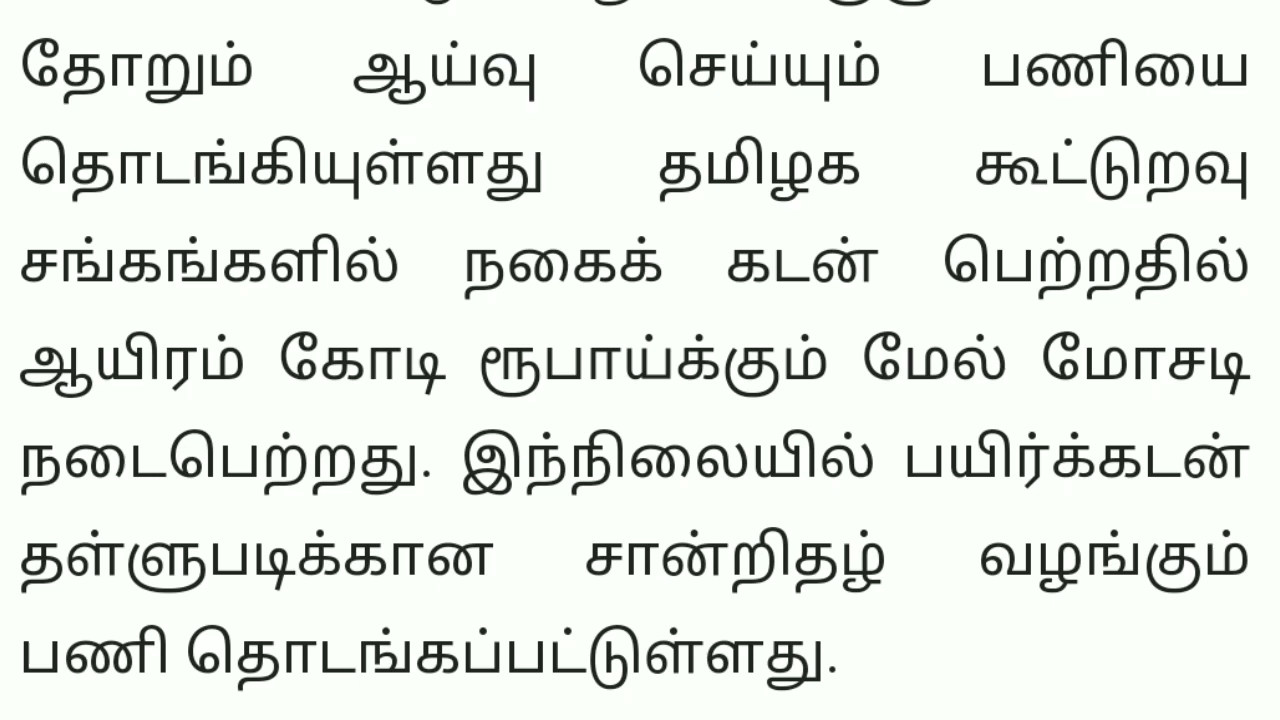 தோறும் ஆய்வு செய்யும் பணியை
தொடங்கியுள்ளது தமிழக கூட்டுறவு
சங்கங்களில் நகைக் கடன் பெற்றதில்
ஆயிரம் கோடி ரூபாய்க்கும் மேல் மோசடி
நடைபெற்றது. இந்நிலையில் பயிர்க்கடன்
தள்ளுபடிக்கான சான்றிதழ் வழங்கும்
பணி தொடங்கப்பட்டுள்ளது.